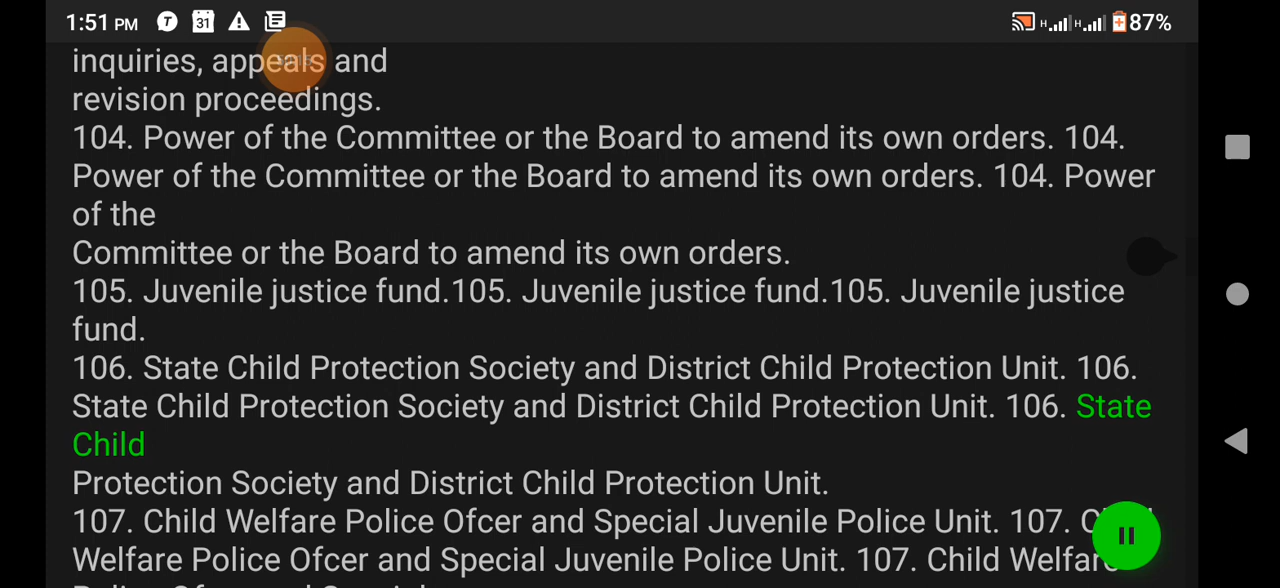 1:51 PM T 31 H H 87%
inquiries, appeals and
revision proceedings.
104. Power of the Committee or the Board to amend its own orders. 104.
Power of the Committee or the Board to amend its own orders. 104. Power
of the
Committee or the Board to amend its own orders.
105. Juvenile justice fund.105. Juvenile justice fund.105. Juvenile justice
fund.
106. State Child Protection Society and District Child Protection Unit. 106.
State Child Protection Society and District Child Protection Unit. 106. State
Child
Protection Society and District Child Protection Unit.
107. Child Welfare Police Ofcer and Special Juvenile Police Unit. 107.
Welfare Police Ofcer and Special Juvenile Police Unit. 107. Child Welfare